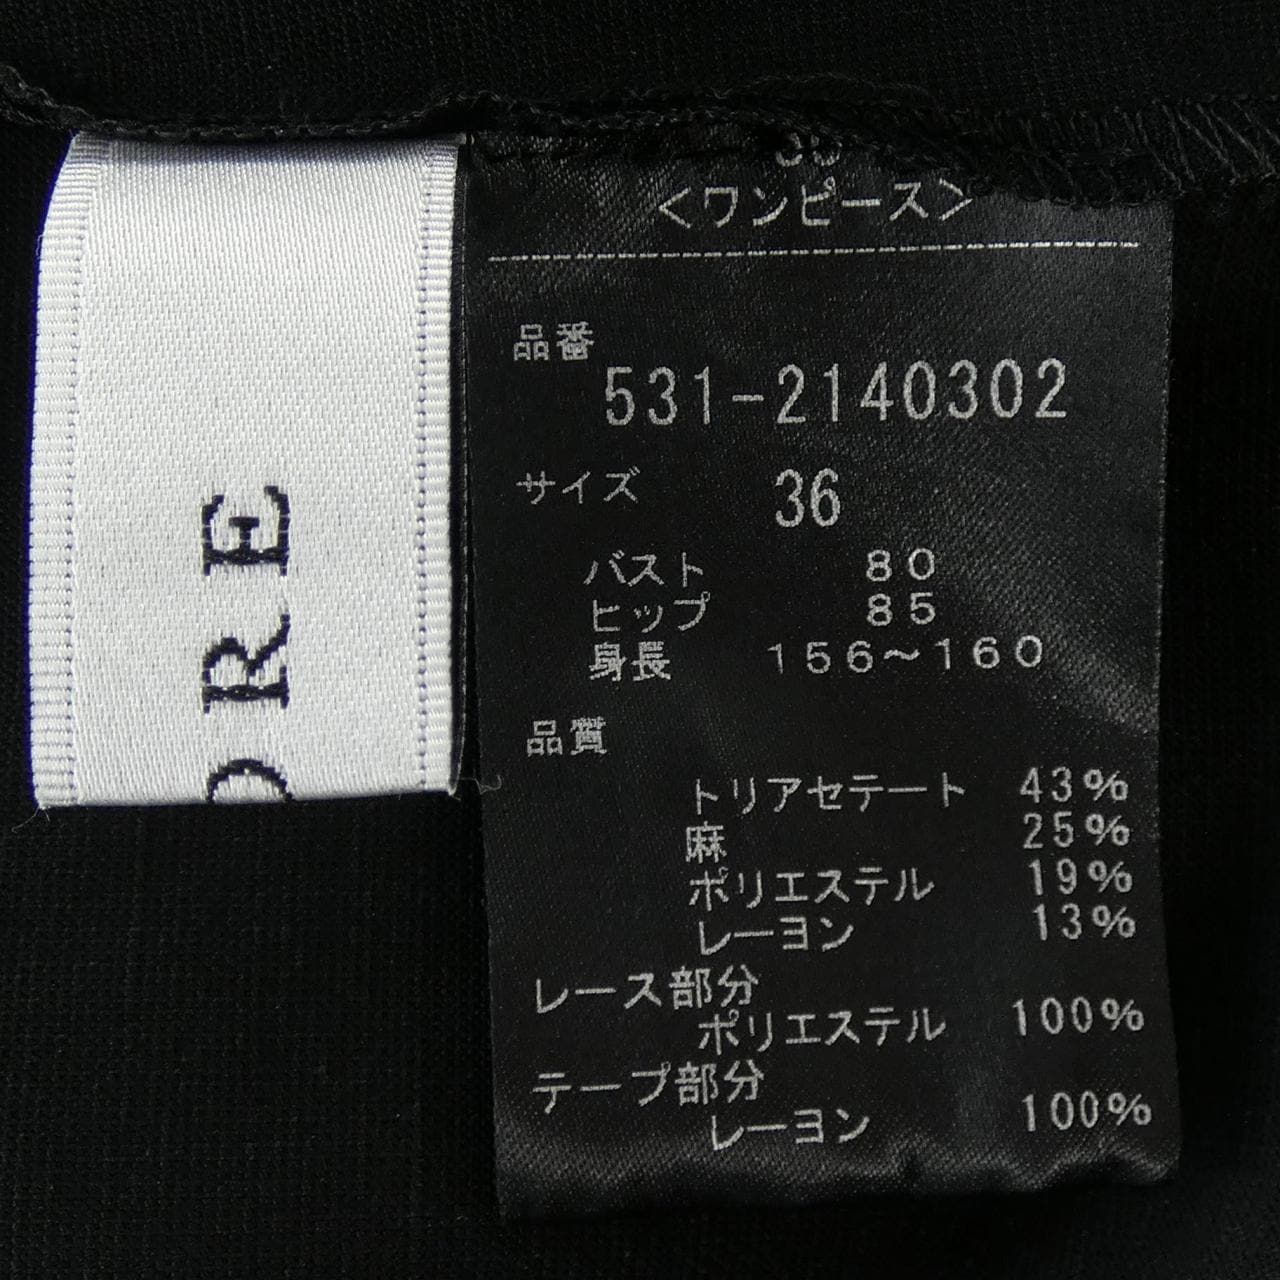 ORE
<ワンピース>
品番
531-2140302
サイズ 36
バスト 80
ヒップ 85
身長 156～160
品質
トリアセテート 43%
麻 25%
ポリエステル 19%
レーヨン 13%
レース部分
ポリエステル 100%
テープ部分
レーヨン 100%